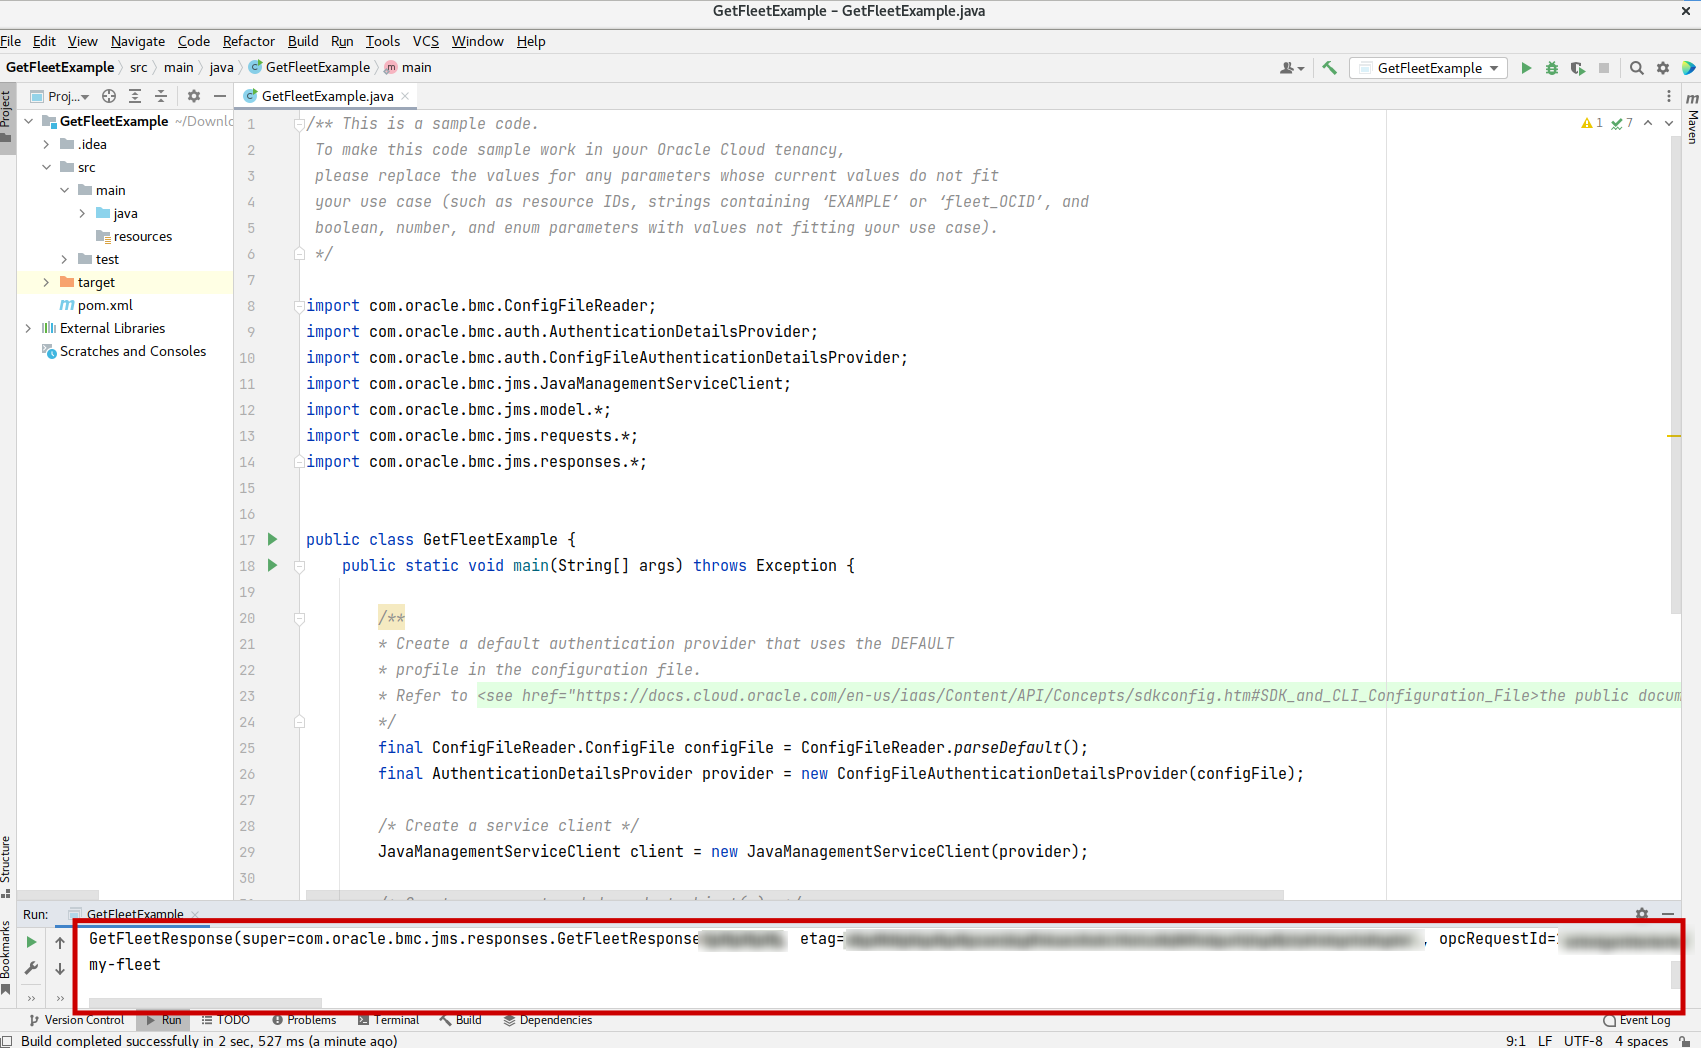 GetFleetExample – GetFleetExample.java
File Edit View Navigate Code Refactor Build Run Tools VCS Window Help
GetFleetExample src main java GetFleetExample main
GetFleetExample
Proj...
GetFleetExample.java
Project
Maven
GetFleetExample ~/Downlo
.idea
src
main
java
resources
test
target
pom.xml
External Libraries
Scratches and Consoles
1 7
1 /** This is a sample code.
2 To make this code sample work in your Oracle Cloud tenancy,
3 please replace the values for any parameters whose current values do not fit
4 your use case (such as resource IDs, strings containing ‘EXAMPLE’ or ‘fleet_OCID’, and
5 boolean, number, and enum parameters with values not fitting your use case).
6 */
7
8 import com.oracle.bmc.ConfigFileReader;
9 import com.oracle.bmc.auth.AuthenticationDetailsProvider;
10 import com.oracle.bmc.auth.ConfigFileAuthenticationDetailsProvider;
11 import com.oracle.bmc.jms.JavaManagementServiceClient;
12 import com.oracle.bmc.jms.model.*;
13 import com.oracle.bmc.jms.requests.*;
14 import com.oracle.bmc.jms.responses.*;
15
16
17 public class GetFleetExample {
18 public static void main(String[] args) throws Exception {
19
20 /**
21 * Create a default authentication provider that uses the DEFAULT
22 * profile in the configuration file.
23 * Refer to <see href="https://docs.cloud.oracle.com/en-us/iaas/Content/API/Concepts/sdkconfig.htm#SDK_and_CLI_Configuration_File>the public docum
24 */
25 final ConfigFileReader.ConfigFile configFile = ConfigFileReader.parseDefault();
26 final AuthenticationDetailsProvider provider = new ConfigFileAuthenticationDetailsProvider(configFile);
27
28 /* Create a service client */
29 JavaManagementServiceClient client = new JavaManagementServiceClient(provider);
30
Structure
Bookmarks
Run: GetFleetExample
GetFleetResponse(super=com.oracle.bmc.jms.responses.GetFleetResponse etag= , opcRequestId=
my-fleet
Version Control Run TODO Problems Terminal Build Dependencies Event Log
Build completed successfully in 2 sec, 527 ms (a minute ago) 9:1 LF UTF-8 4 spaces